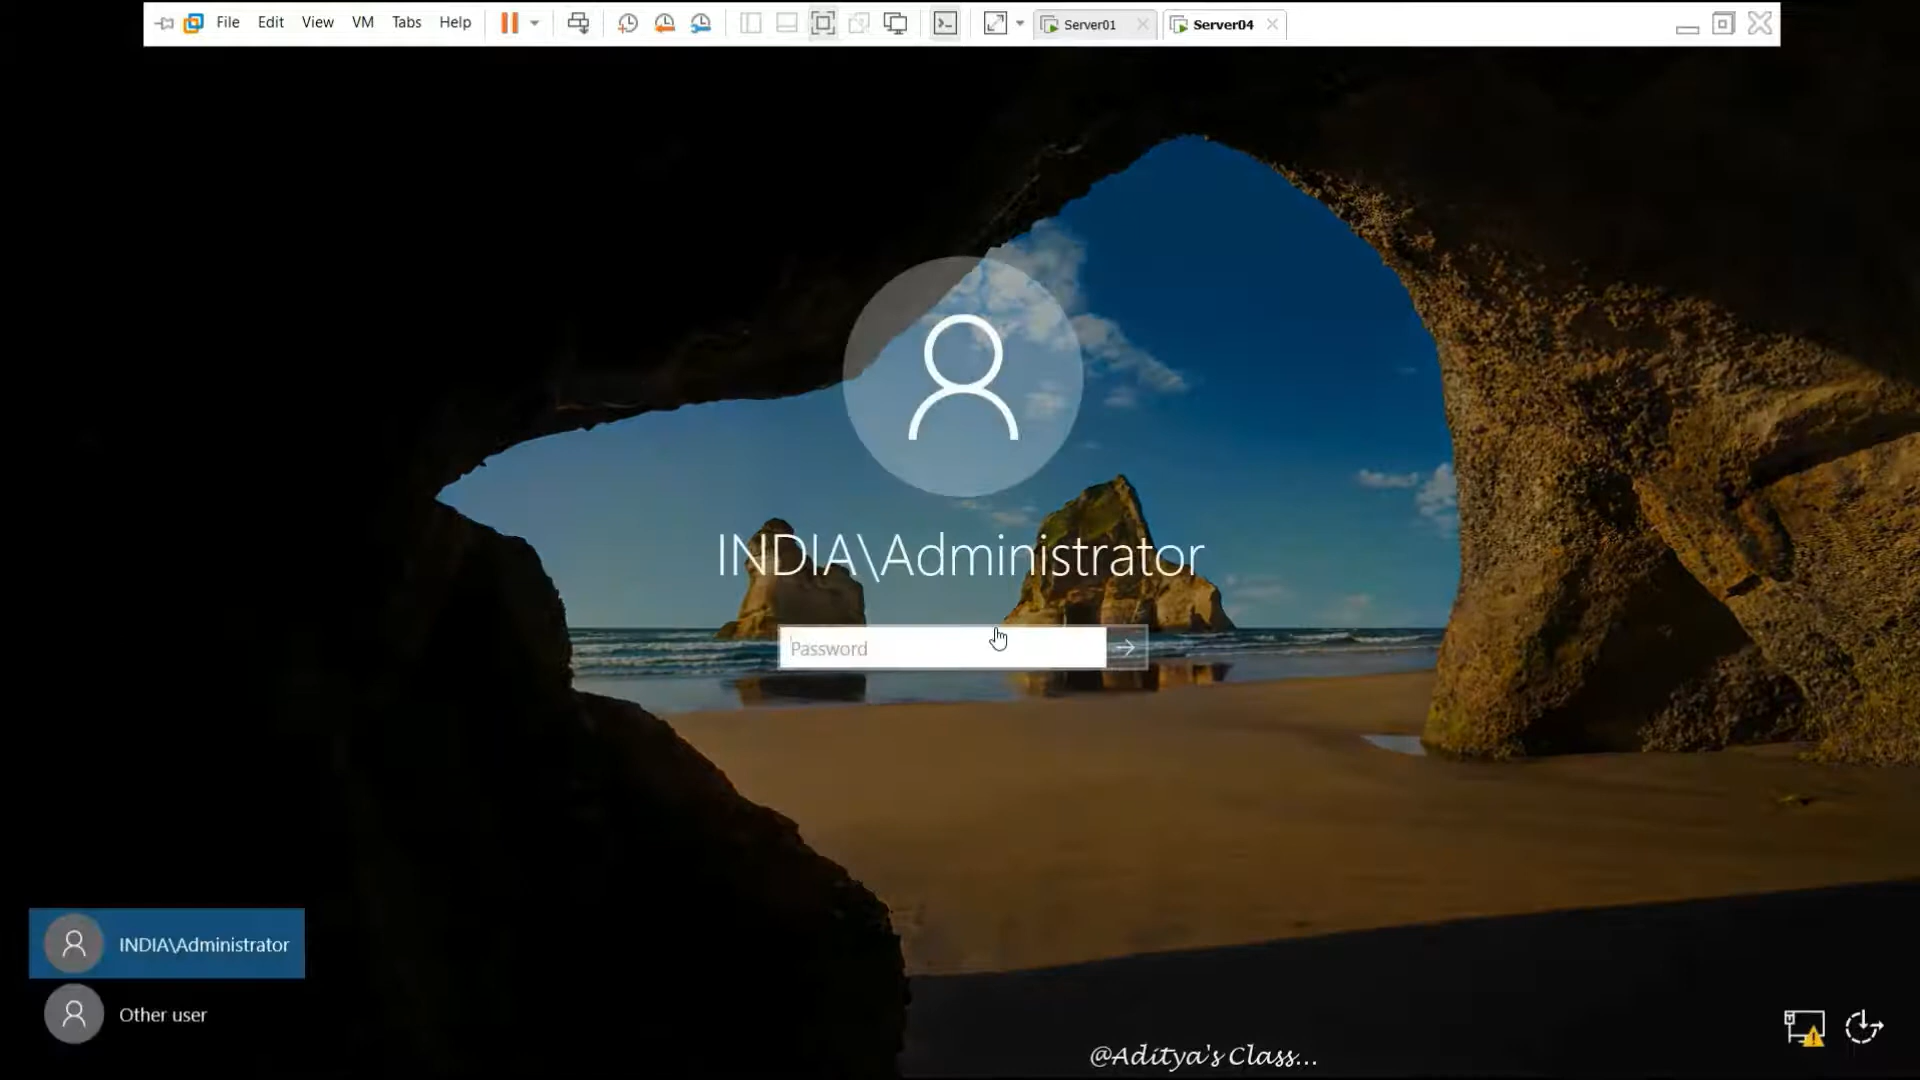 File Edit View VM Tabs Help Server01 Server04
INDIA\Administrator
Password
INDIA\Administrator
Other user
@Aditya's Class...